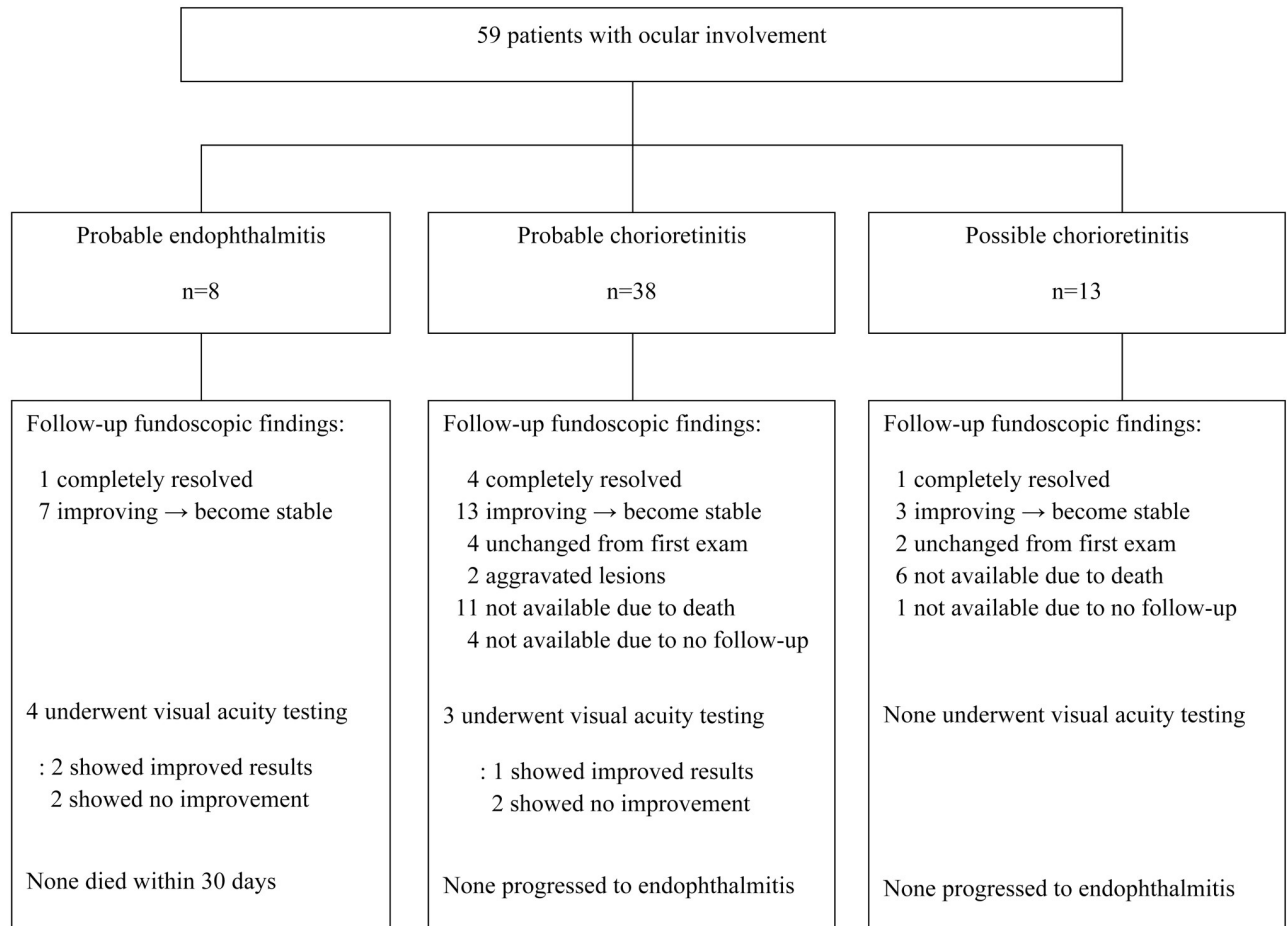 59 patients with ocular involvement
Probable endophthalmitis
n=8
Probable chorioretinitis
n=38
Possible chorioretinitis
n=13
Follow-up fundoscopic findings:
1 completely resolved
7 improving → become stable
4 underwent visual acuity testing
: 2 showed improved results
2 showed no improvement
None died within 30 days
Follow-up fundoscopic findings:
4 completely resolved
13 improving → become stable
4 unchanged from first exam
2 aggravated lesions
11 not available due to death
4 not available due to no follow-up
3 underwent visual acuity testing
: 1 showed improved results
2 showed no improvement
None progressed to endophthalmitis
Follow-up fundoscopic findings:
1 completely resolved
3 improving → become stable
2 unchanged from first exam
6 not available due to death
1 not available due to no follow-up
None underwent visual acuity testing
None progressed to endophthalmitis